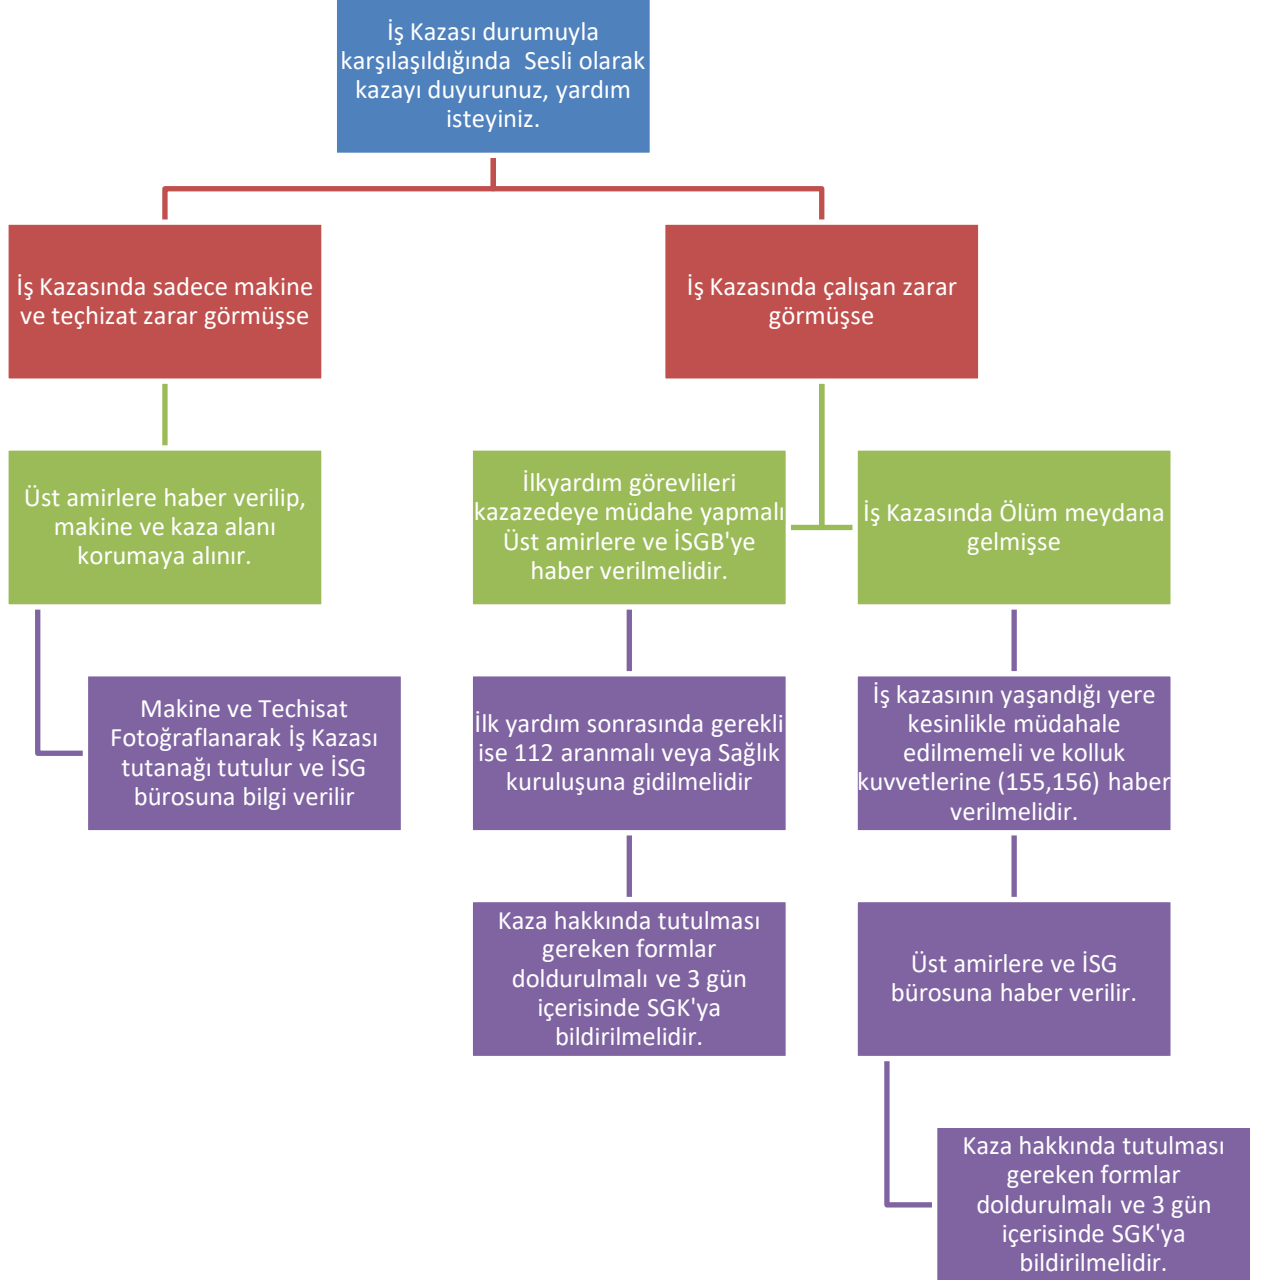 İş Kazası durumuyla
karşılaşıldığında  Sesli olarak
kazayı duyurunuz, yardım
isteyiniz.
İş Kazasında sadece makine
ve teçhizat zarar görmüşse
İş Kazasında çalışan zarar
görmüşse
Üst amirlere haber verilip,
makine ve kaza alanı
korumaya alınır.
İlkyardım görevlileri
kazazedeye müdahe yapmalı
Üst amirlere ve İSGB'ye
haber verilmelidir.
İş Kazasında Ölüm meydana
gelmişse
Makine ve Techisat
Fotoğraflanarak İş Kazası
tutanağı tutulur ve İSG
bürosuna bilgi verilir
İlk yardım sonrasında gerekli
ise 112 aranmalı veya Sağlık
kuruluşuna gidilmelidir
İş kazasının yaşandığı yere
kesinlikle müdahale
edilmemeli ve kolluk
kuvvetlerine (155,156) haber
verilmelidir.
Kaza hakkında tutulması
gereken formlar
doldurulmalı ve 3 gün
içerisinde SGK'ya
bildirilmelidir.
Üst amirlere ve İSG
bürosuna haber verilir.
Kaza hakkında tutulması
gereken formlar
doldurulmalı ve 3 gün
içerisinde SGK'ya
bildirilmelidir.